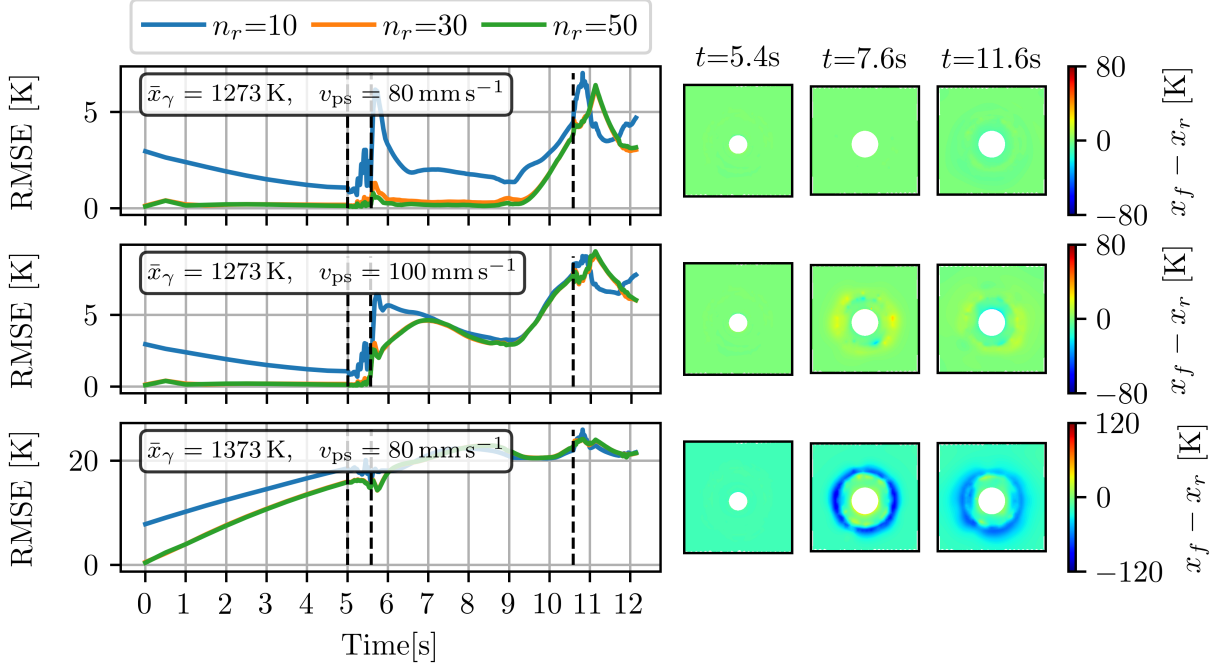 n_r=10 n_r=30 n_r=50
t=5.4s t=7.6s t=11.6s
x̄_γ = 1273 K, v_ps = 80 mm s⁻¹
RMSE [K]
5
0
80
0
−80
x_f − x_r [K]
x̄_γ = 1273 K, v_ps = 100 mm s⁻¹
RMSE [K]
5
0
80
0
−80
x_f − x_r [K]
x̄_γ = 1373 K, v_ps = 80 mm s⁻¹
RMSE [K]
20
0
120
0
−120
x_f − x_r [K]
0 1 2 3 4 5 6 7 8 9 10 11 12
Time[s]